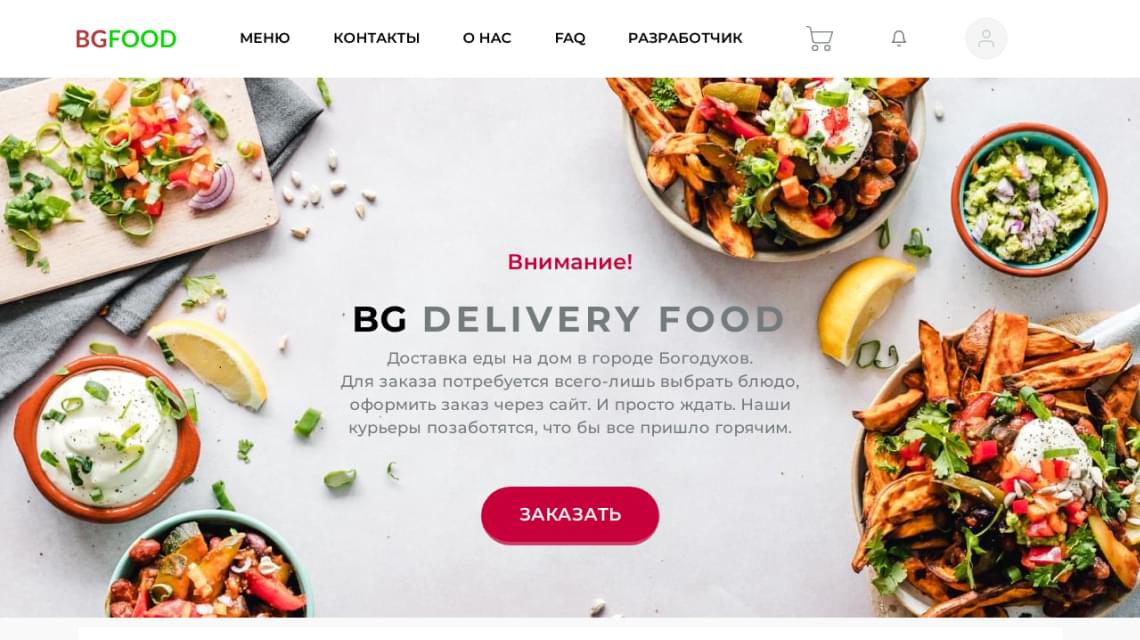 BGFOOD
МЕНЮ
КОНТАКТЫ
О НАС
FAQ
РАЗРАБОТЧИК
Внимание!
BG DELIVERY FOOD
Доставка еды на дом в городе Богодухов.
Для заказа потребуется всего-лишь выбрать блюдо,
оформить заказ через сайт. И просто ждать. Наши
курьеры позаботятся, что бы все пришло горячим.
ЗАКАЗАТЬ